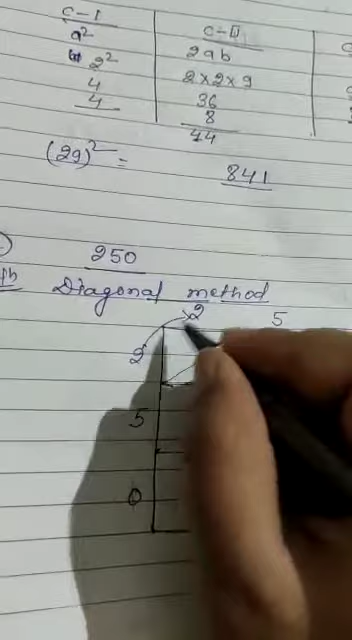 C-I C-II
a² 2ab
2² 2×2×9
4 36
4 8
44
(29)² = 841
250
Diagonal method
2 5
2
5
0